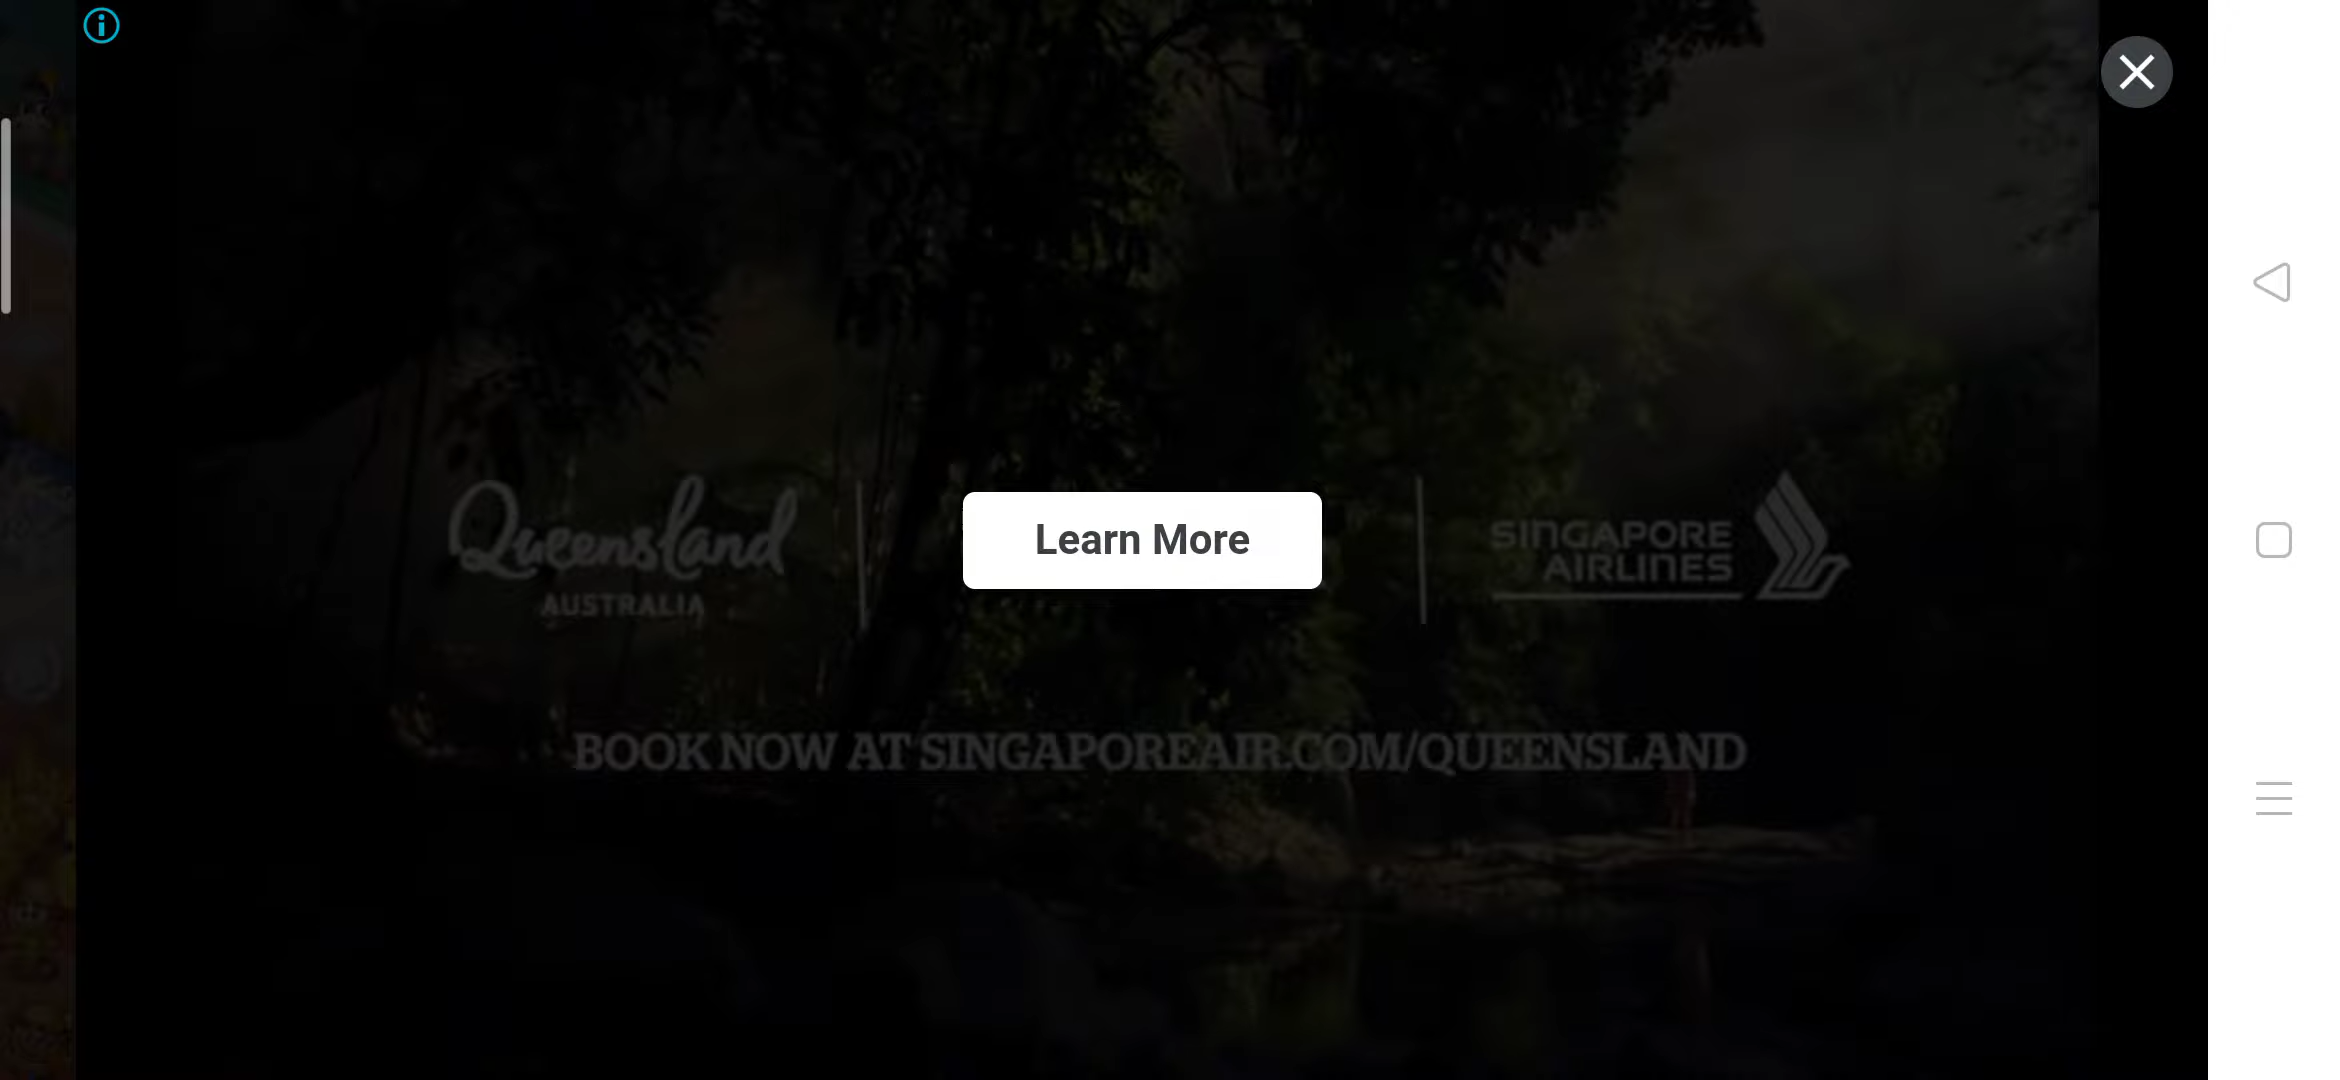 Queensland
AUSTRALIA
Learn More
SINGAPORE
AIRLINES
BOOK NOW AT SINGAPOREAIR.COM/QUEENSLAND